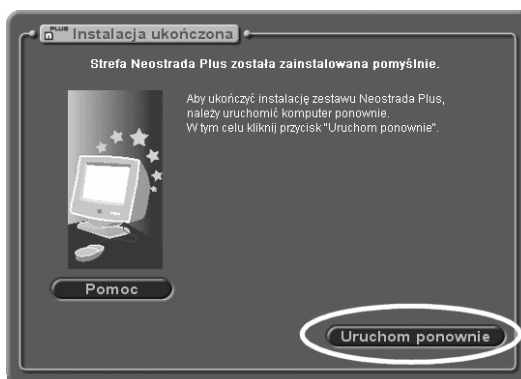 n PLUS Instalacja ukończona
Strefa Neostrada Plus została zainstalowana pomyślnie.
Aby ukończyć instalację zestawu Neostrada Plus,
należy uruchomić komputer ponownie.
W tym celu kliknij przycisk "Uruchom ponownie".
Pomoc
Uruchom ponownie